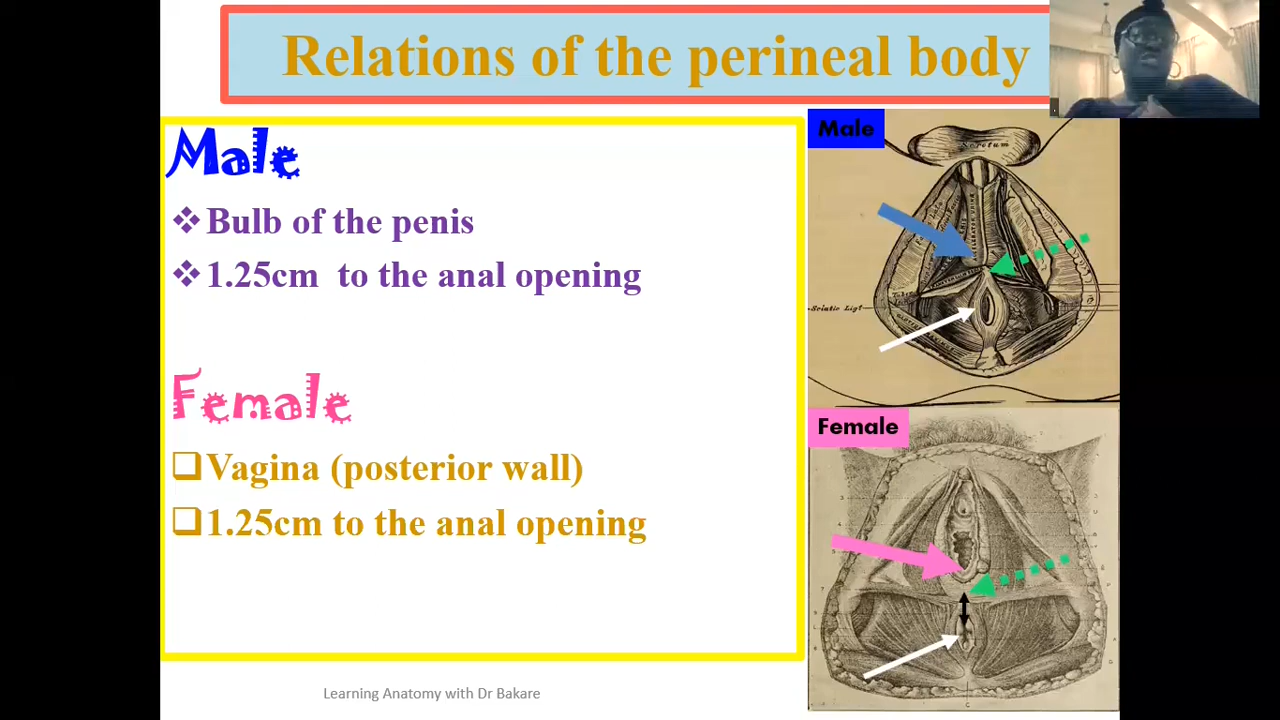 Relations of the perineal body
Male
❖ Bulb of the penis
❖ 1.25cm to the anal opening
Female
❑ Vagina (posterior wall)
❑ 1.25cm to the anal opening
Learning Anatomy with Dr Bakare
Male
Scrotum
Sciatic Ligt
Female